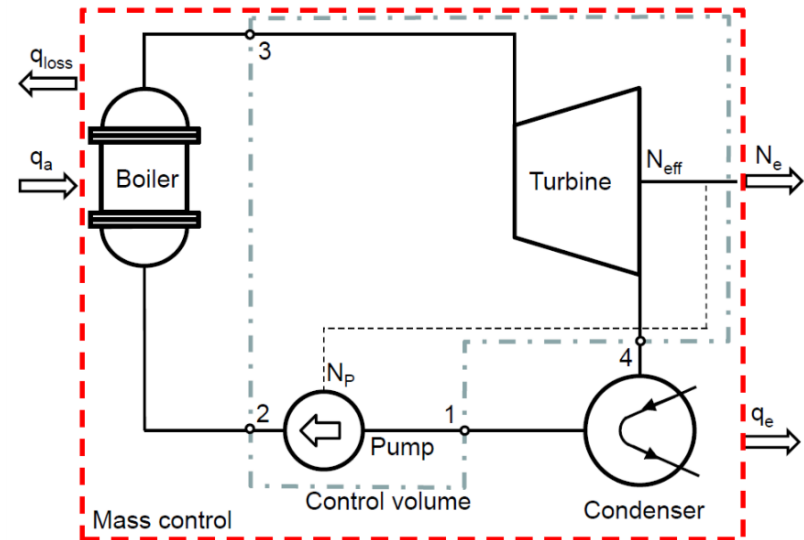 3
q_loss
q_a
Boiler
Turbine
N_eff
N_e
4
N_P
2
1
Pump
q_e
Control volume
Condenser
Mass control